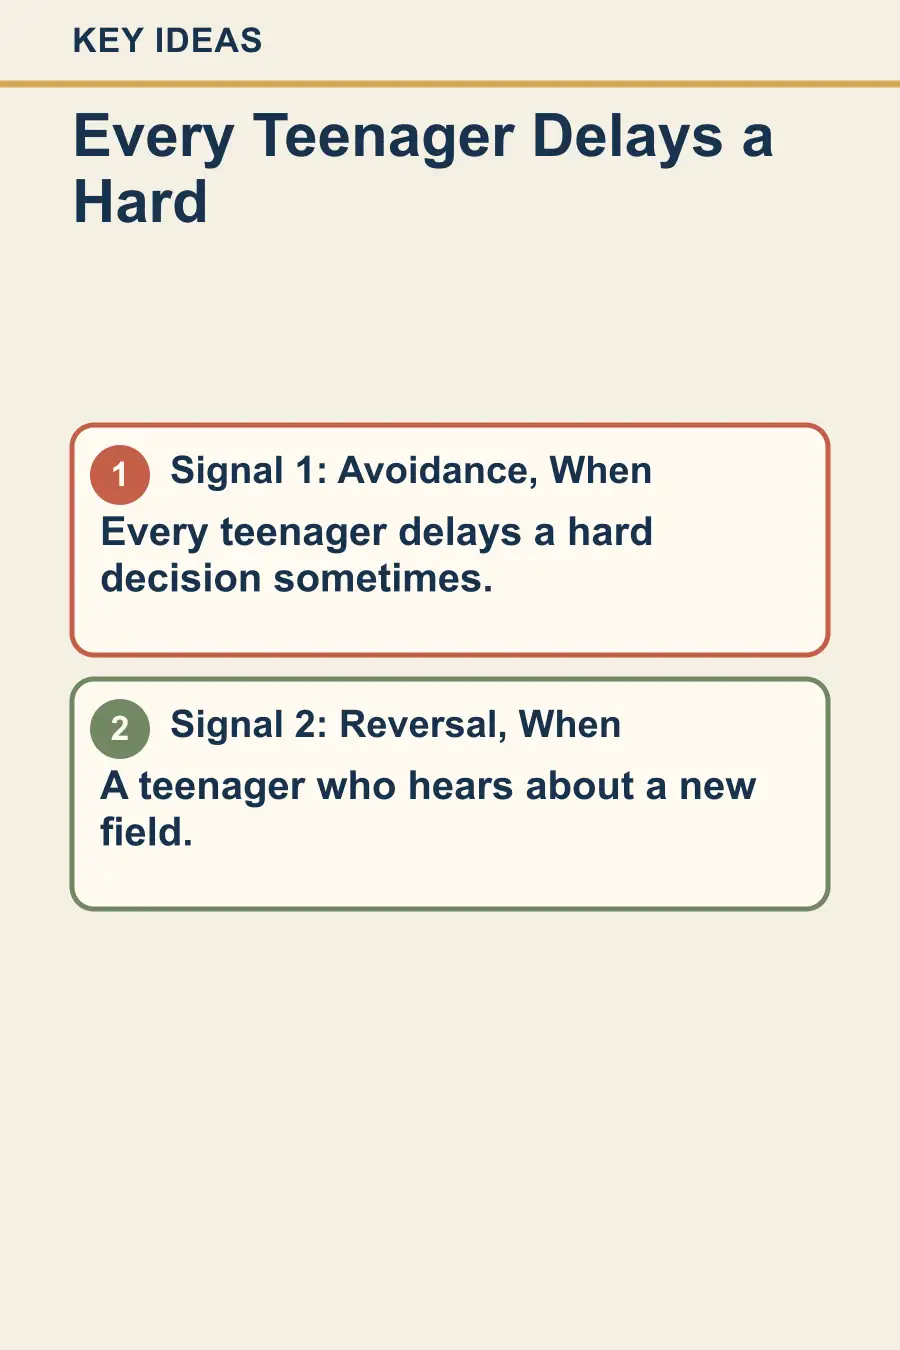 KEY IDEAS
Every Teenager Delays a
Hard
1
Signal 1: Avoidance, When
Every teenager delays a hard
decision sometimes.
2
Signal 2: Reversal, When
A teenager who hears about a new
field.